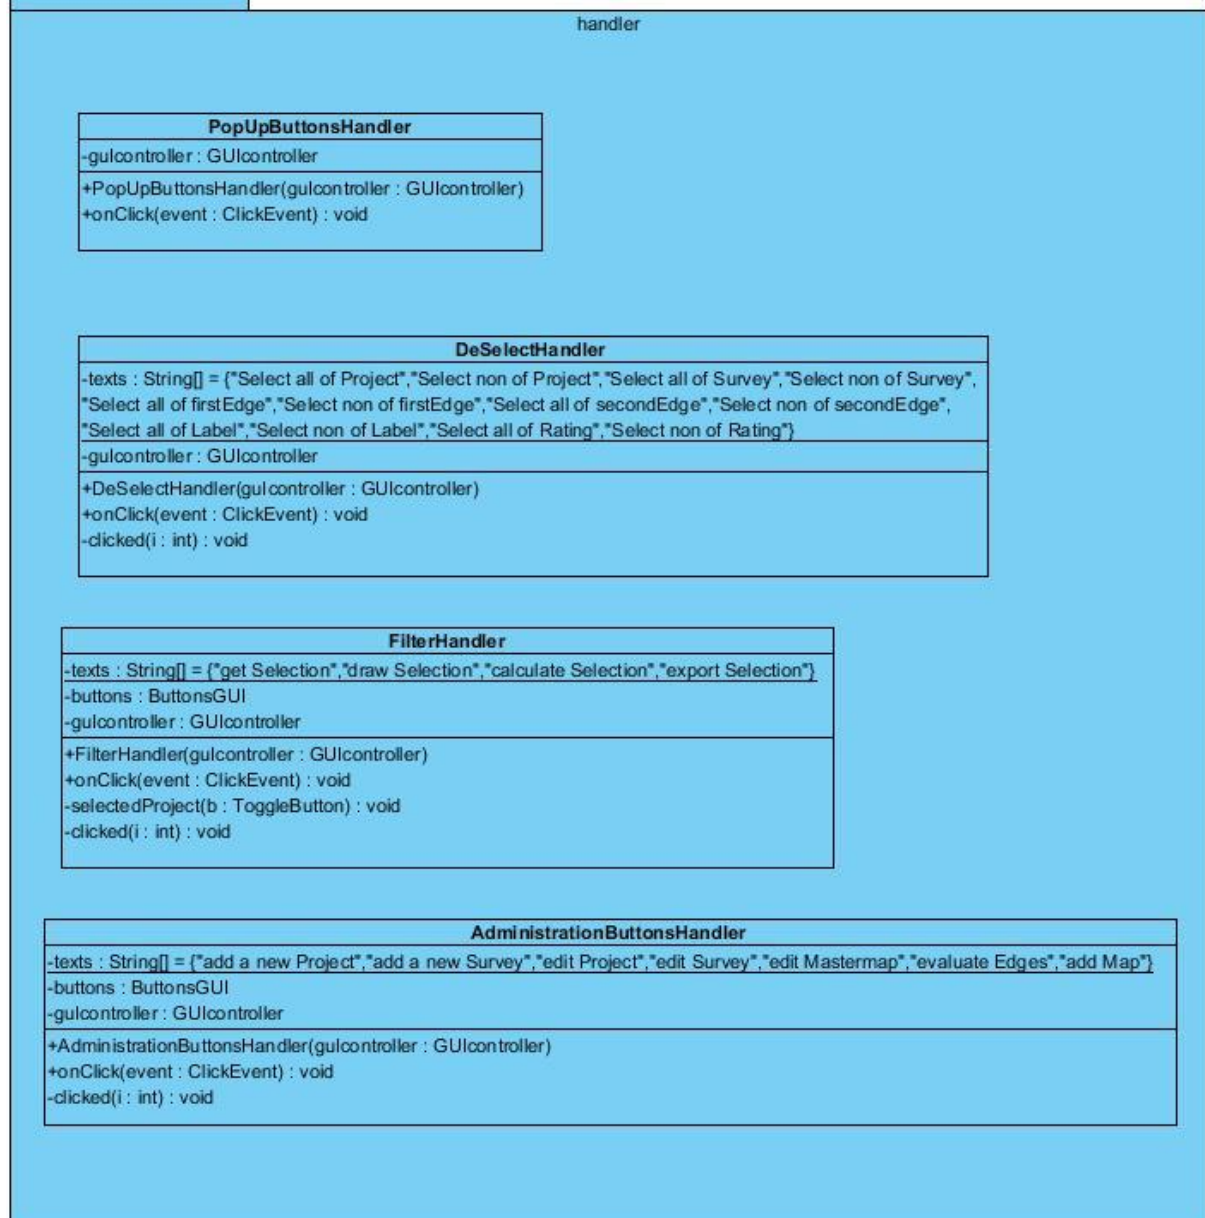 handler
PopUpButtonsHandler
-guIcontroller : GUIcontroller
+PopUpButtonsHandler(guIcontroller : GUIcontroller)
+onClick(event : ClickEvent) : void
DeSelectHandler
-texts : String[] = {"Select all of Project","Select non of Project","Select all of Survey","Select non of Survey",
"Select all of firstEdge","Select non of firstEdge","Select all of secondEdge","Select non of secondEdge",
"Select all of Label","Select non of Label","Select all of Rating","Select non of Rating"}
-guIcontroller : GUIcontroller
+DeSelectHandler(guIcontroller : GUIcontroller)
+onClick(event : ClickEvent) : void
-clicked(i : int) : void
FilterHandler
-texts : String[] = {"get Selection","draw Selection","calculate Selection","export Selection"}
-buttons : ButtonsGUI
-guIcontroller : GUIcontroller
+FilterHandler(guIcontroller : GUIcontroller)
+onClick(event : ClickEvent) : void
-selectedProject(b : ToggleButton) : void
-clicked(i : int) : void
AdministrationButtonsHandler
-texts : String[] = {"add a new Project","add a new Survey","edit Project","edit Survey","edit Mastermap","evaluate Edges","add Map"}
-buttons : ButtonsGUI
-guIcontroller : GUIcontroller
+AdministrationButtonsHandler(guIcontroller : GUIcontroller)
+onClick(event : ClickEvent) : void
-clicked(i : int) : void